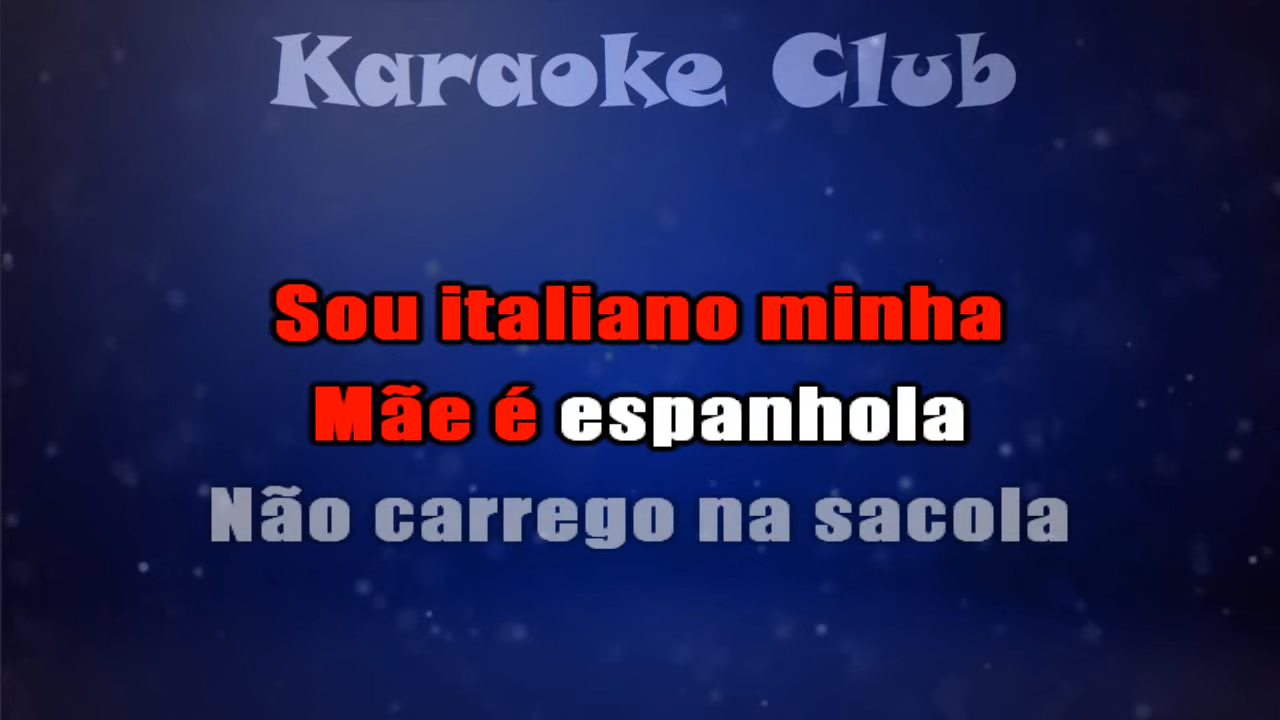 Karaoke Club
Sou italiano minha
Mãe é espanhola
Não carrego na sacola